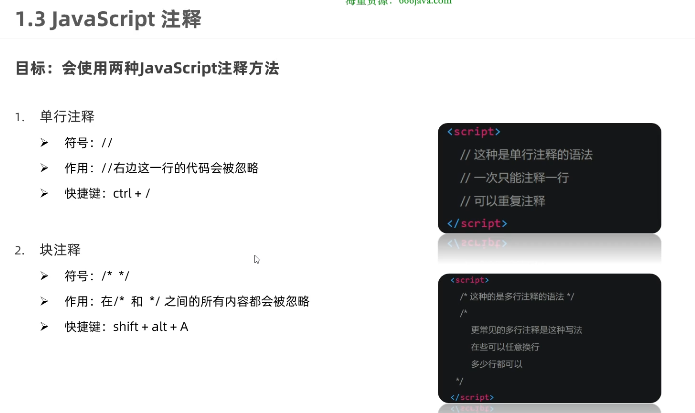 海量资源：666java.com
1.3 JavaScript 注释
目标：会使用两种JavaScript注释方法
1. 单行注释
符号：//
作用：//右边这一行的代码会被忽略
快捷键：ctrl + /
2. 块注释
符号：/* */
作用：在/* 和 */ 之间的所有内容都会被忽略
快捷键：shift + alt + A
<script>
// 这种是单行注释的语法
// 一次只能注释一行
// 可以重复注释
</script>
<script>
/* 这种的是多行注释的语法 */
/*
更常见的多行注释是这种写法
在些可以任意换行
多少行都可以
*/
</script>